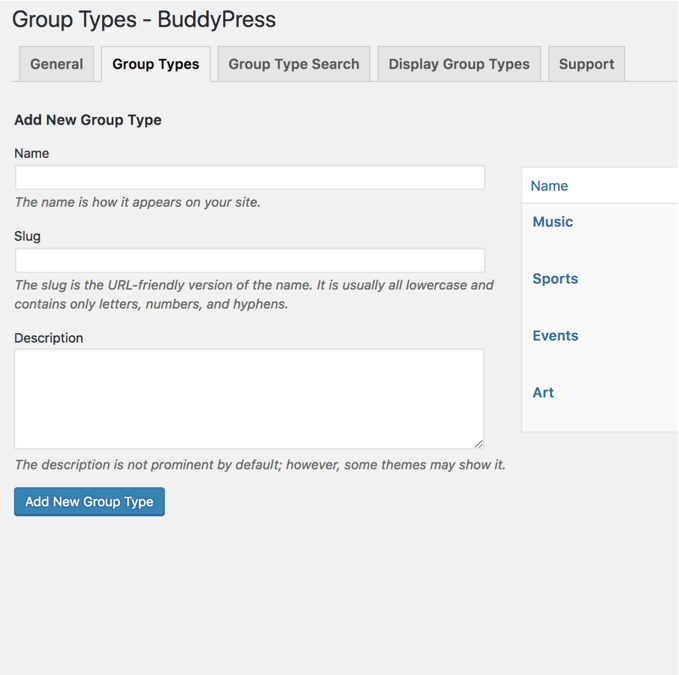 Group Types - BuddyPress
General
Group Types
Group Type Search
Display Group Types
Support
Add New Group Type
Name
The name is how it appears on your site.
Slug
The slug is the URL-friendly version of the name. It is usually all lowercase and
contains only letters, numbers, and hyphens.
Description
The description is not prominent by default; however, some themes may show it.
Add New Group Type
Name
Music
Sports
Events
Art